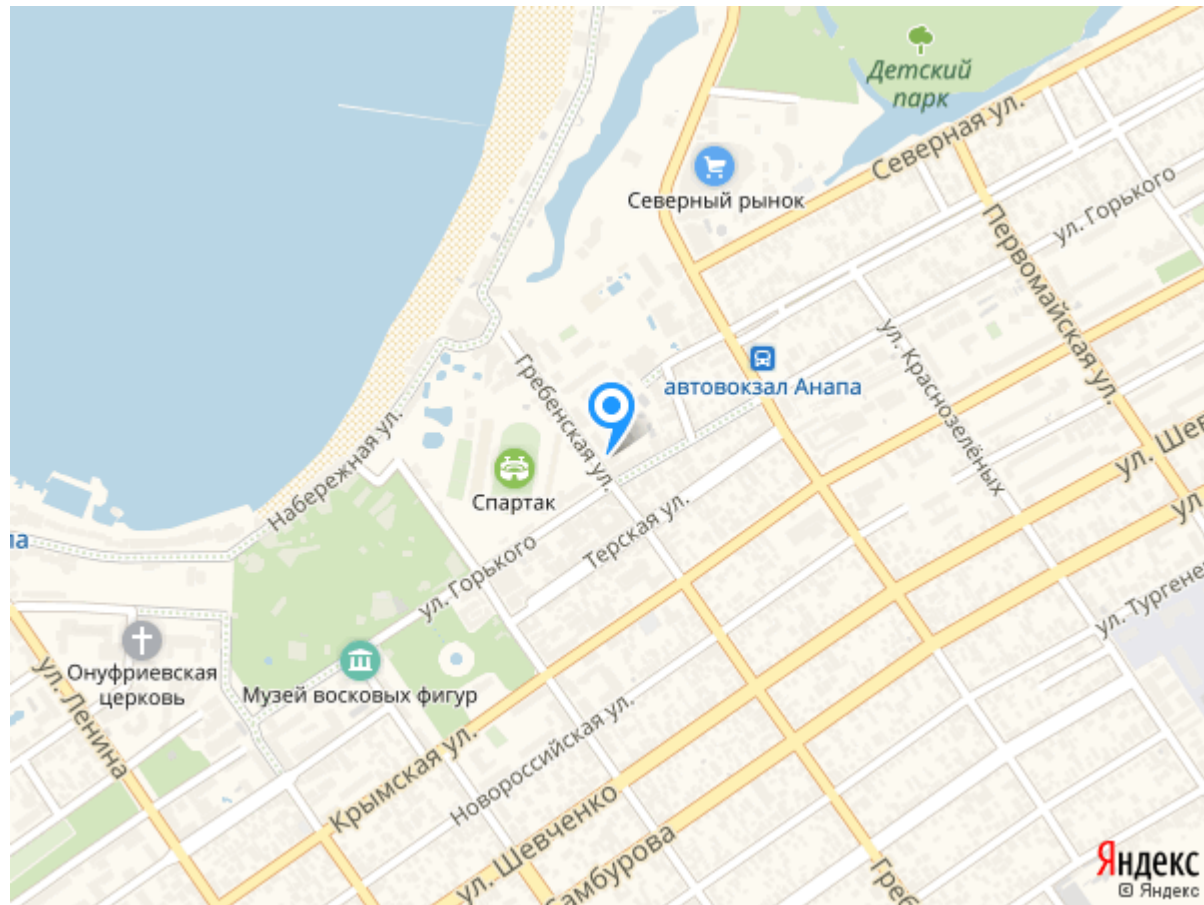 Детский
парк
Северная ул.
Северный рынок
ул. Горького
Первомайская ул.
ул. Краснозелёных
автовокзал Анапа
Гребенская ул.
Набережная ул.
Спартак
Терская ул.
ул. Шев
ул.
па
ул. Горького
ул. Тургене
Онуфриевская
церковь
Музей восковых фигур
ул. Ленина
Крымская ул.
Новороссийская ул.
ул. Шевченко
Самбурова
Греб
Яндекс
© Яндекс